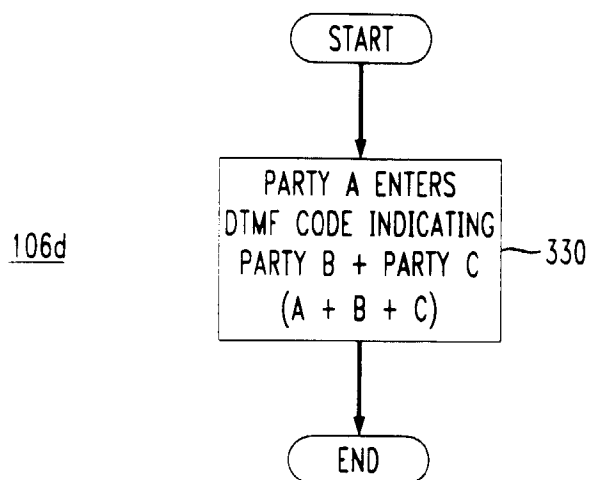 START
PARTY A ENTERS
DTMF CODE INDICATING
PARTY B + PARTY C
(A + B + C)
330
106d
END